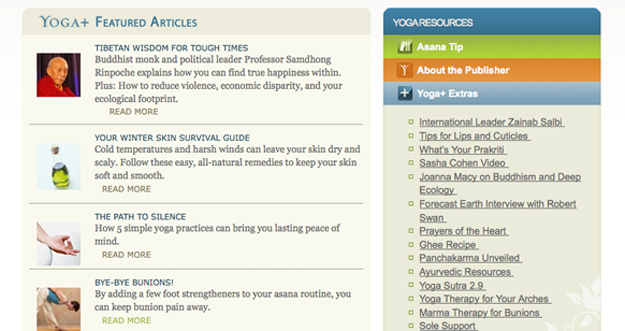 YOGA+ FEATURED ARTICLES
TIBETAN WISDOM FOR TOUGH TIMES
Buddhist monk and political leader Professor Samdhong
Rinpoche explains how you can find true happiness within.
Plus: How to reduce violence, economic disparity, and your
ecological footprint.
READ MORE
YOUR WINTER SKIN SURVIVAL GUIDE
Cold temperatures and harsh winds can leave your skin dry and
scaly. Follow these easy, all-natural remedies to keep your skin
soft and smooth.
READ MORE
THE PATH TO SILENCE
How 5 simple yoga practices can bring you lasting peace of
mind.
READ MORE
BYE-BYE BUNIONS!
By adding a few foot strengtheners to your asana routine, you
can keep bunion pain away.
READ MORE
YOGA RESOURCES
Asana Tip
About the Publisher
Yoga+ Extras
International Leader Zainab Salbi
Tips for Lips and Cuticles
What's Your Prakriti
Sasha Cohen Video
Joanna Macy on Buddhism and Deep
Ecology
Forecast Earth Interview with Robert
Swan
Prayers of the Heart
Ghee Recipe
Panchakarma Unveiled
Ayurvedic Resources
Yoga Sutra 2.9
Yoga Therapy for Your Arches
Marma Therapy for Bunions
Sole Support